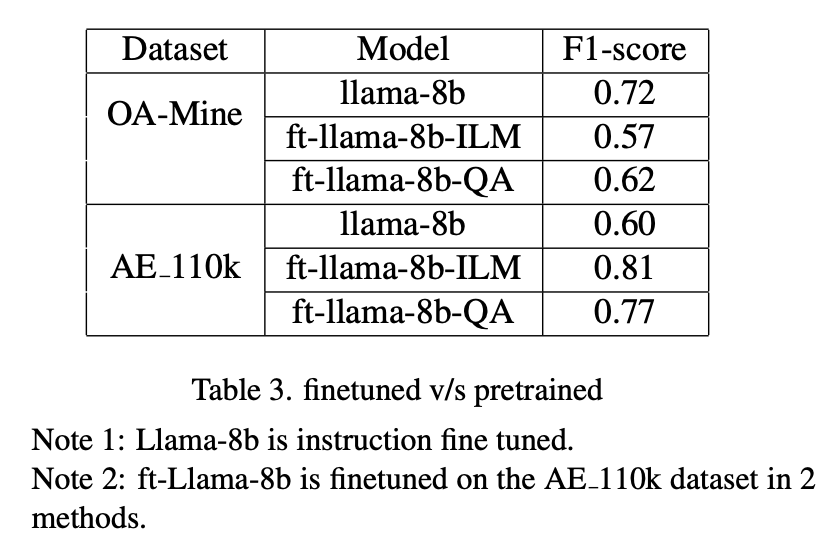 Dataset Model F1-score
OA-Mine llama-8b 0.72
ft-llama-8b-ILM 0.57
ft-llama-8b-QA 0.62
AE_110k llama-8b 0.60
ft-llama-8b-ILM 0.81
ft-llama-8b-QA 0.77
Table 3. finetuned v/s pretrained
Note 1: Llama-8b is instruction fine tuned.
Note 2: ft-Llama-8b is finetuned on the AE_110k dataset in 2
methods.